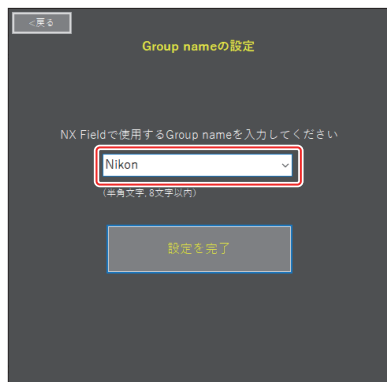 <戻る
Group nameの設定
NX Fieldで使用するGroup nameを入力してください
Nikon
(半角文字,8文字以内)
設定を完了